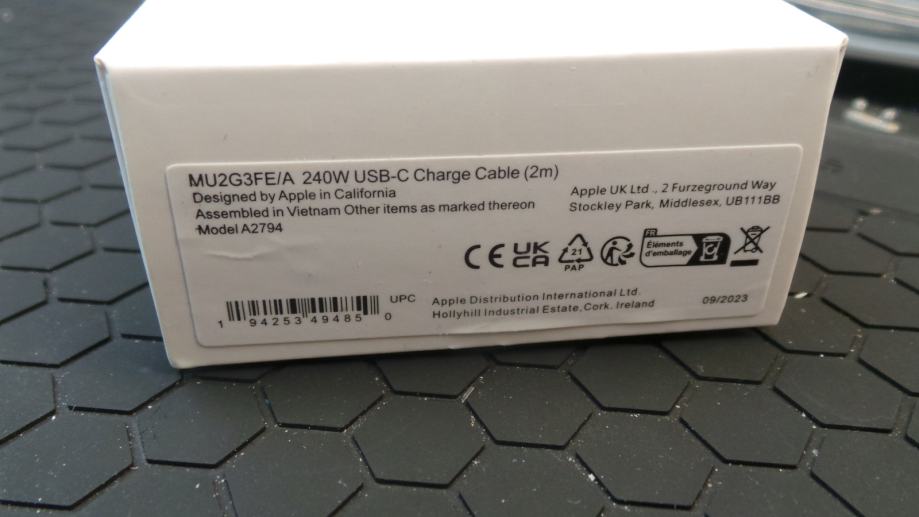 MU2G3FE/A 240W USB-C Charge Cable (2m)
Designed by Apple in California
Assembled in Vietnam Other items as marked thereon
Model A2794
Apple UK Ltd ., 2 Furzeground Way
Stockley Park, Middlesex, UB111BB
CE UK CA
21
PAP
FR
Éléments
d'emballage
UPC
1 94253 49485 0
Apple Distribution International Ltd.
Hollyhill Industrial Estate,Cork. Ireland
09/2023